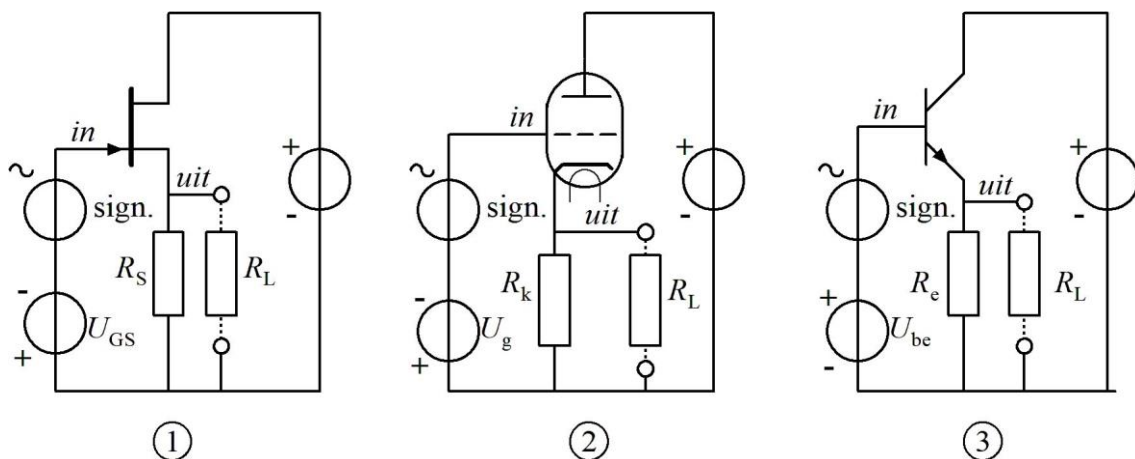 in
uit
sign.
R_S
R_L
U_GS
+
-
-
+
①
in
uit
sign.
R_k
R_L
U_g
+
-
-
+
②
in
uit
sign.
R_e
R_L
U_be
+
-
+
-
③